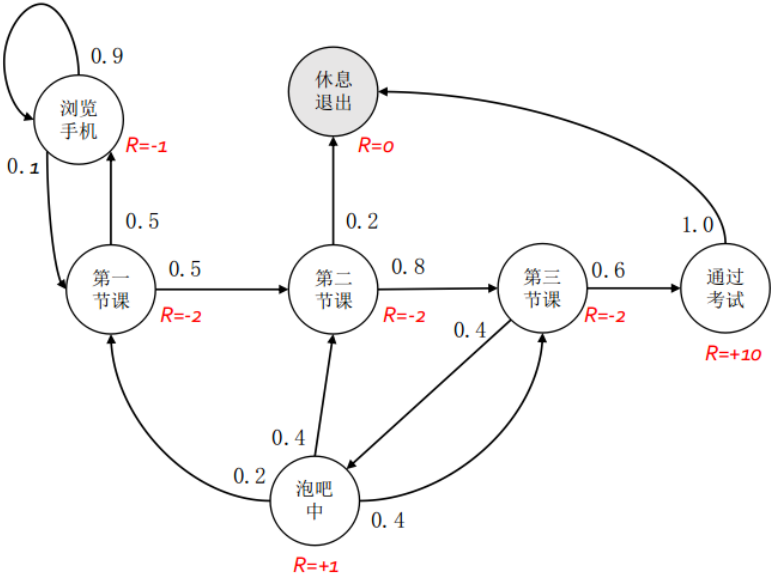 0.9
浏览
手机
R=-1
休息
退出
R=0
0.1
0.5
0.2
1.0
第一
节课
0.5
R=-2
第二
节课
0.8
R=-2
第三
节课
0.6
R=-2
通过
考试
R=+10
0.4
0.4
0.2
泡吧
中
0.4
R=+1